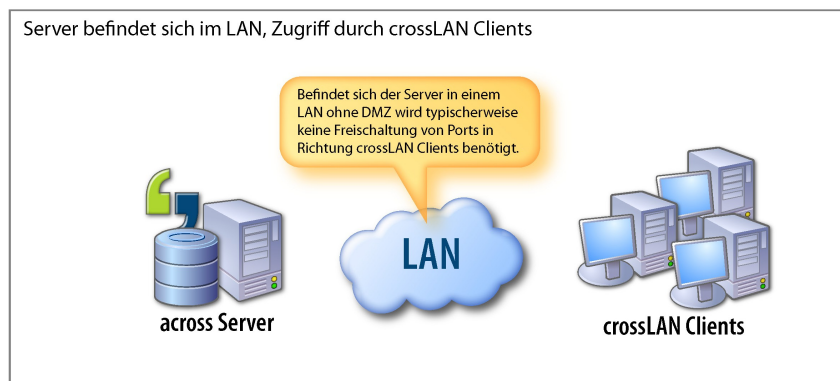 Server befindet sich im LAN, Zugriff durch crossLAN Clients
Befindet sich der Server in einem
LAN ohne DMZ wird typischerweise
keine Freischaltung von Ports in
Richtung crossLAN Clients benötigt.
LAN
across Server
crossLAN Clients